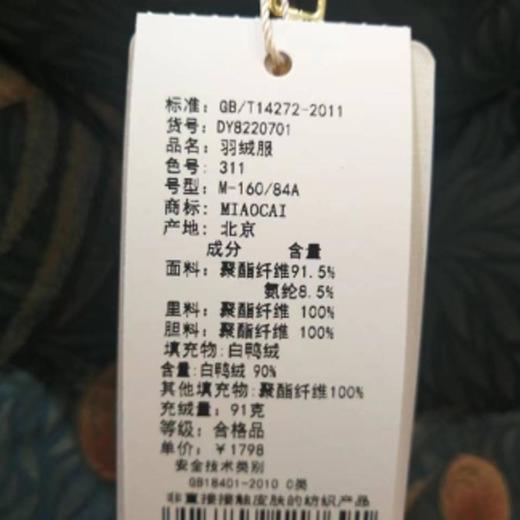 标准: GB/T14272-2011
货号: DY8220701
品名: 羽绒服
色号: 311
号型: M-160/84A
商标: MIAOCAI
产地: 北京
成分 含量
面料: 聚酯纤维91.5%
氨纶8.5%
里料: 聚酯纤维 100%
胆料: 聚酯纤维 100%
填充物:白鸭绒
含量:白鸭绒 90%
其他填充物:聚酯纤维100%
充绒量: 91克
等级: 合格品
单价: ¥1798
安全技术类别
GB18401-2010 C类
非直接接触皮肤的纺织产品